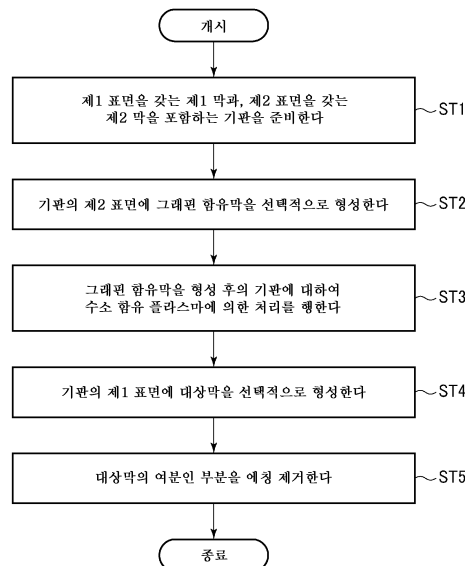 개시
제1 표면을 갖는 제1 막과, 제2 표면을 갖는
제2 막을 포함하는 기판을 준비한다
ST1
기판의 제2 표면에 그래핀 함유막을 선택적으로 형성한다
ST2
그래핀 함유막을 형성 후의 기판에 대하여
수소 함유 플라스마에 의한 처리를 행한다
ST3
기판의 제1 표면에 대상막을 선택적으로 형성한다
ST4
대상막의 여분인 부분을 에칭 제거한다
ST5
종료